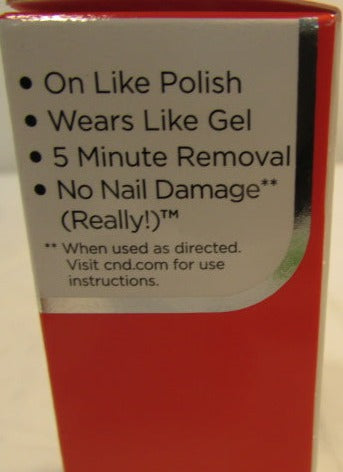 • On Like Polish
• Wears Like Gel
• 5 Minute Removal
• No Nail Damage**
(Really!)™
** When used as directed.
Visit cnd.com for use
instructions.